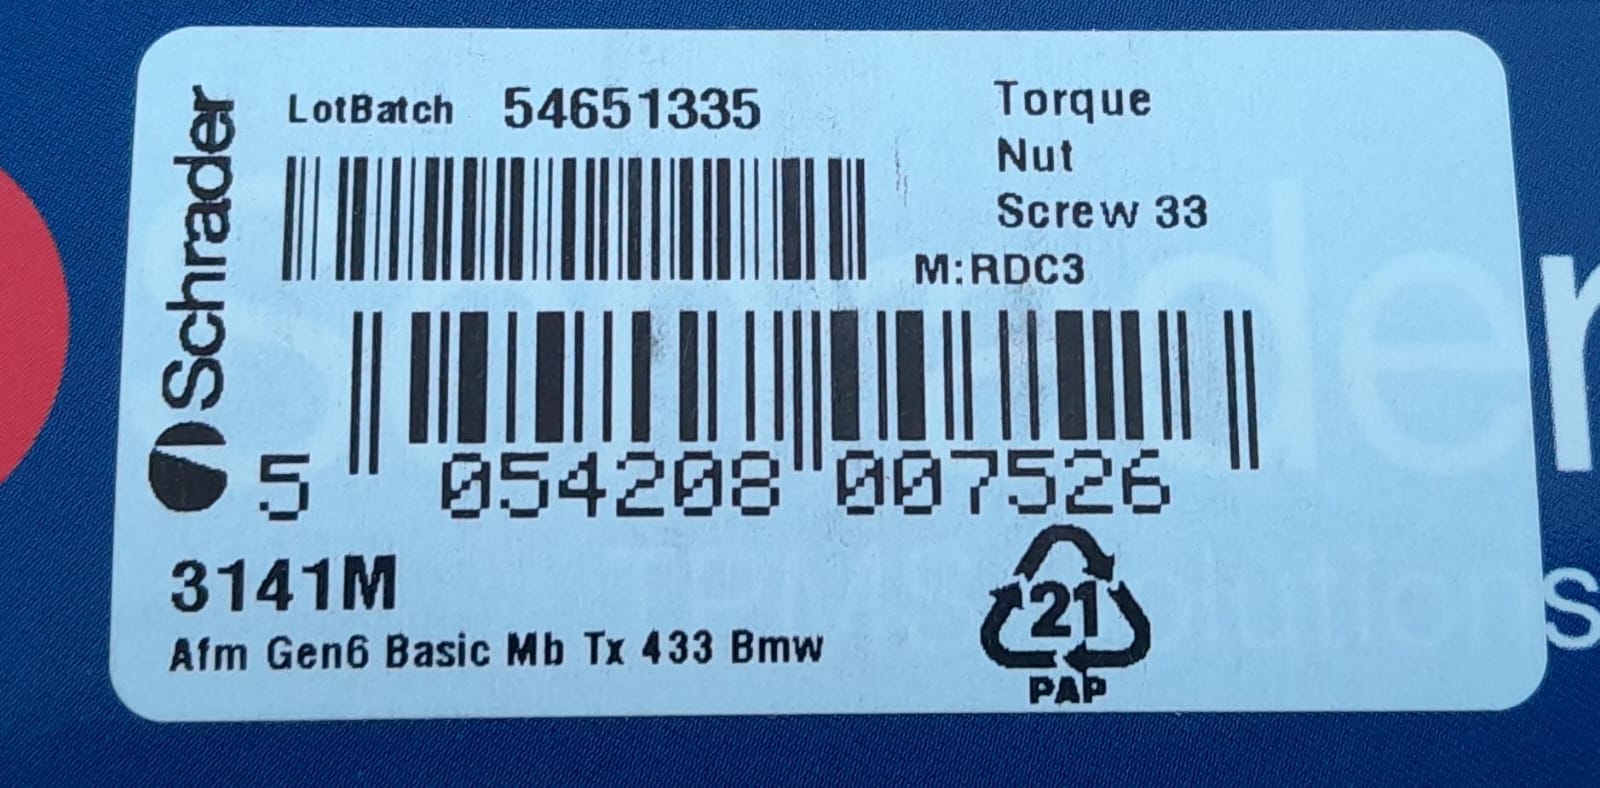 Schrader
LotBatch 54651335
Torque
Nut
Screw 33
M:RDC3
5 054208 007526
3141M
Afm Gen6 Basic Mb Tx 433 Bmw
21
PAP